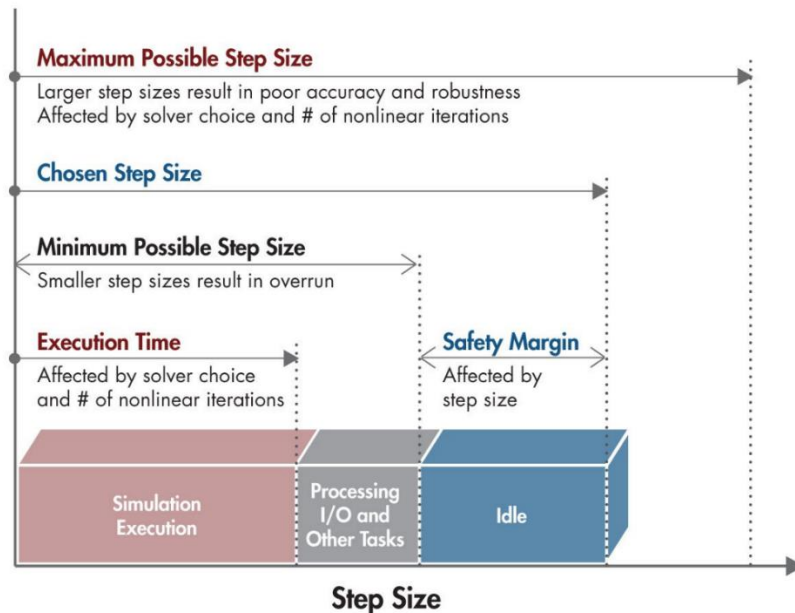 Maximum Possible Step Size
Larger step sizes result in poor accuracy and robustness
Affected by solver choice and # of nonlinear iterations
Chosen Step Size
Minimum Possible Step Size
Smaller step sizes result in overrun
Execution Time
Affected by solver choice
and # of nonlinear iterations
Safety Margin
Affected by
step size
Simulation
Execution
Processing
I/O and
Other Tasks
Idle
Step Size